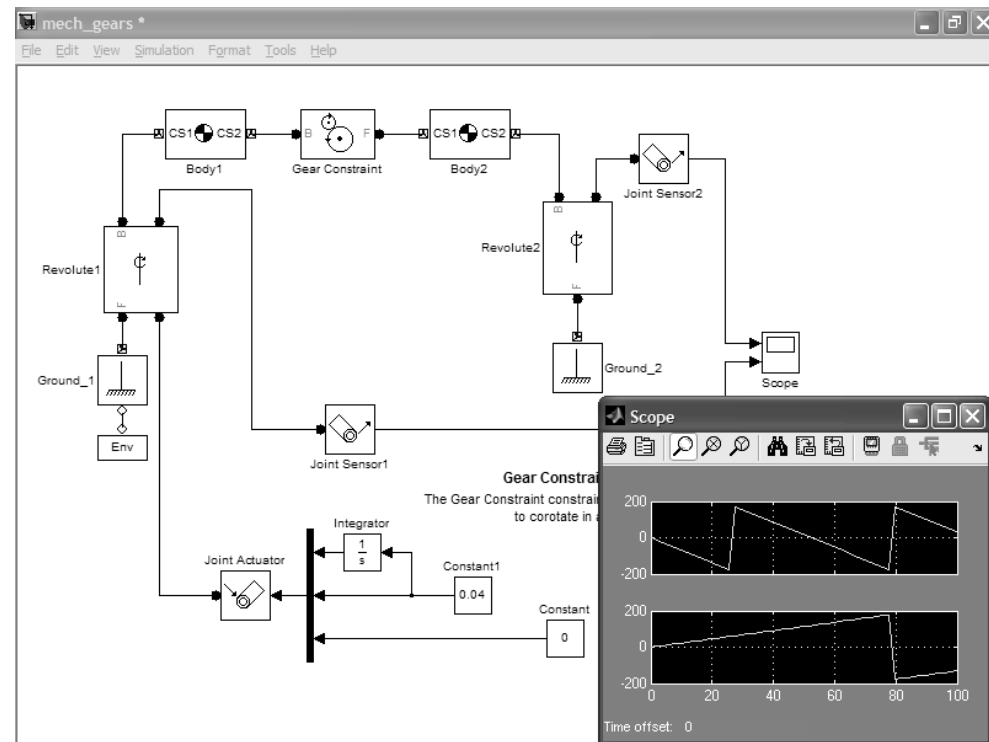 mech_gears *
File Edit View Simulation Format Tools Help
CS1 CS2
B F
CS1 CS2
Body1
Gear Constraint
Body2
Joint Sensor2
B
Revolute1
F
B
Revolute2
F
Ground_1
Env
Ground_2
Scope
Joint Sensor1
Gear Constrai
The Gear Constraint constrain
to corotate in a
Integrator
1
s
Joint Actuator
Constant1
0.04
Constant
0
Scope
200
0
-200
200
0
-200
0 20 40 60 80 100
Time offset: 0